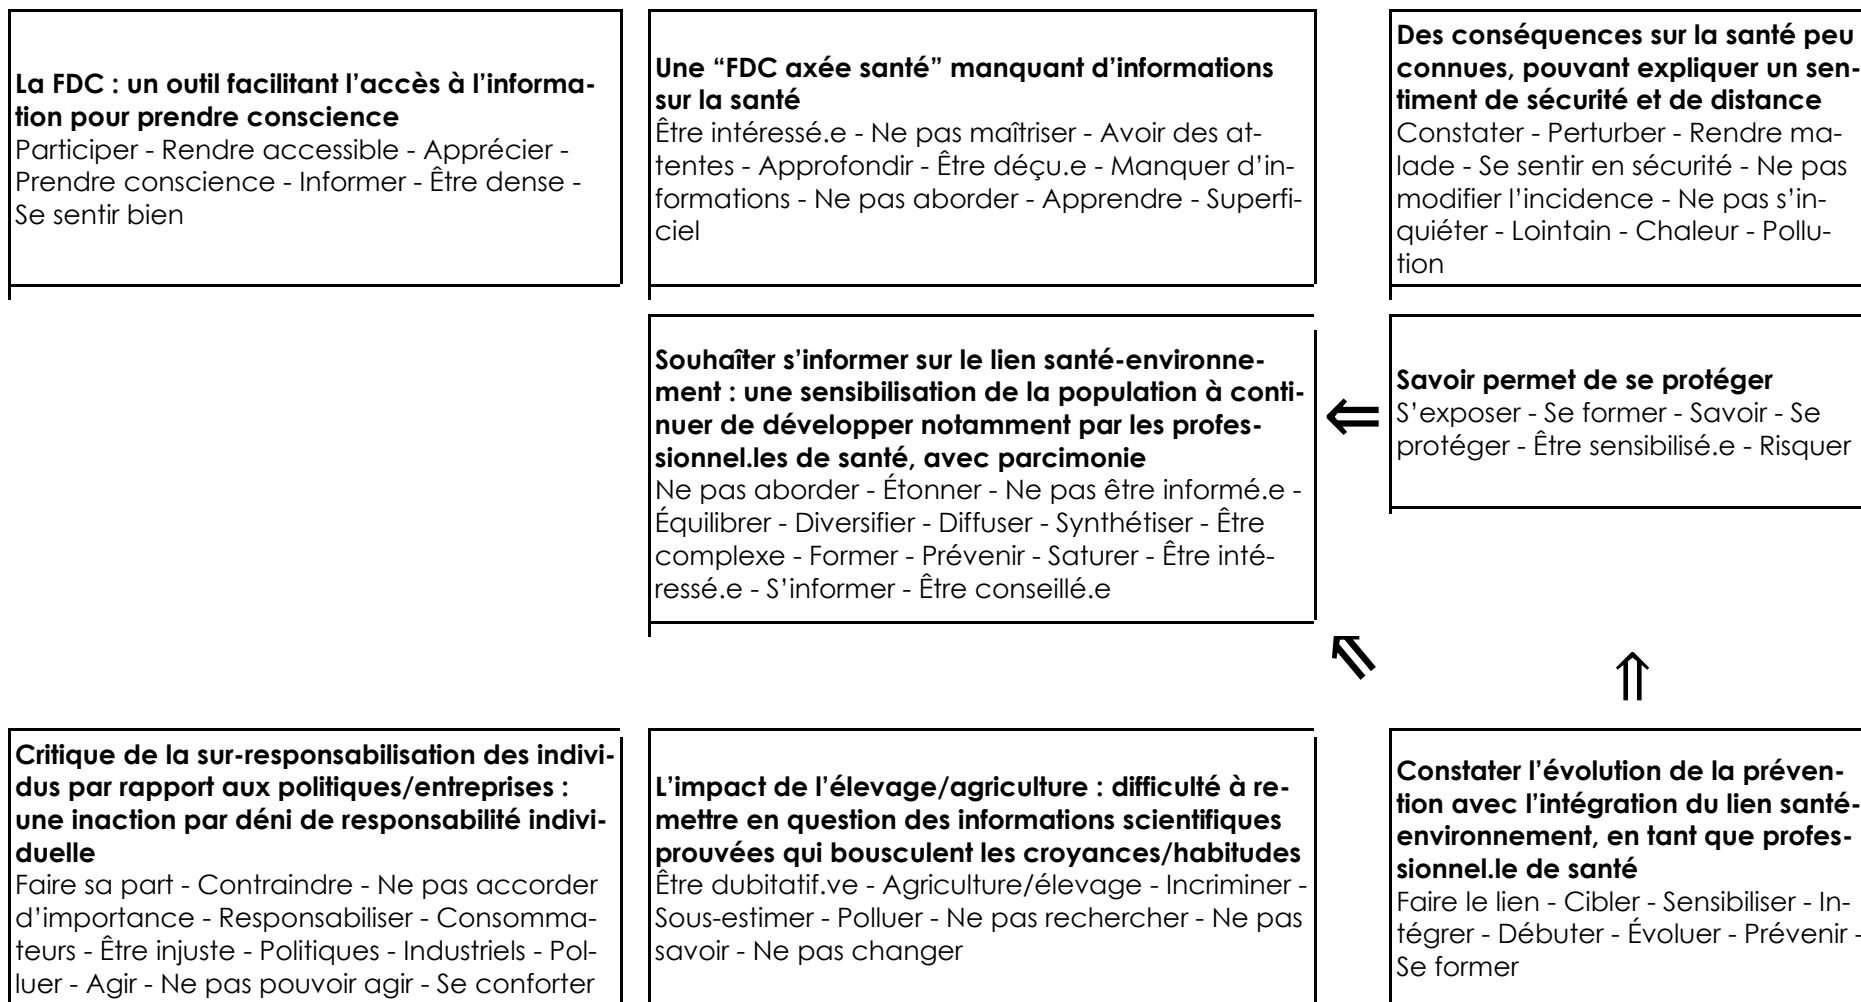 La FDC : un outil facilitant l’accès à l’informa-
tion pour prendre conscience
Participer - Rendre accessible - Apprécier -
Prendre conscience - Informer - Être dense -
Se sentir bien
Une “FDC axée santé” manquant d’informations
sur la santé
Être intéressé.e - Ne pas maîtriser - Avoir des at-
tentes - Approfondir - Être déçu.e - Manquer d’in-
formations - Ne pas aborder - Apprendre - Superfi-
ciel
Des conséquences sur la santé peu
connues, pouvant expliquer un sen-
timent de sécurité et de distance
Constater - Perturber - Rendre ma-
lade - Se sentir en sécurité - Ne pas
modifier l’incidence - Ne pas s’in-
quiéter - Lointain - Chaleur - Pollu-
tion
Souhaîter s’informer sur le lien santé-environne-
ment : une sensibilisation de la population à conti-
nuer de développer notamment par les profes-
sionnel.les de santé, avec parcimonie
Ne pas aborder - Étonner - Ne pas être informé.e -
Équilibrer - Diversifier - Diffuser - Synthétiser - Être
complexe - Former - Prévenir - Saturer - Être inté-
ressé.e - S’informer - Être conseillé.e
⇐
Savoir permet de se protéger
S’exposer - Se former - Savoir - Se
protéger - Être sensibilisé.e - Risquer
⇖
⇑
Critique de la sur-responsabilisation des indivi-
dus par rapport aux politiques/entreprises :
une inaction par déni de responsabilité indivi-
duelle
Faire sa part - Contraindre - Ne pas accorder
d’importance - Responsabiliser - Consomma-
teurs - Être injuste - Politiques - Industriels - Pol-
luer - Agir - Ne pas pouvoir agir - Se conforter
L’impact de l’élevage/agriculture : difficulté à re-
mettre en question des informations scientifiques
prouvées qui bousculent les croyances/habitudes
Être dubitatif.ve - Agriculture/élevage - Incriminer -
Sous-estimer - Polluer - Ne pas rechercher - Ne pas
savoir - Ne pas changer
Constater l’évolution de la préven-
tion avec l’intégration du lien santé-
environnement, en tant que profes-
sionnel.le de santé
Faire le lien - Cibler - Sensibiliser - In-
tégrer - Débuter - Évoluer - Prévenir -
Se former